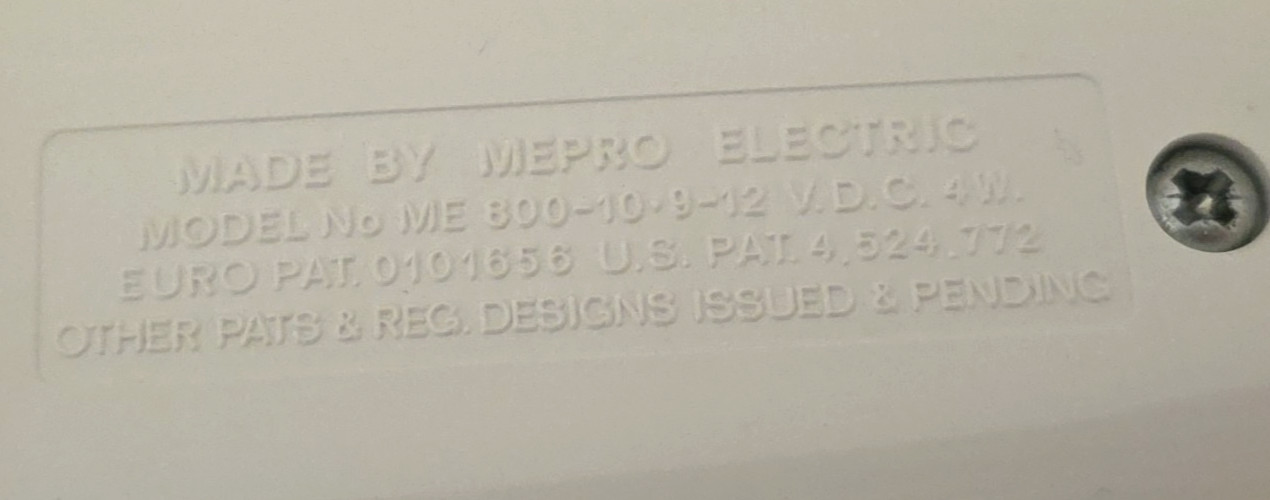 MADE BY MEPRO ELECTRIC
MODEL No ME 800-10·9-12 V.D.C. 4W.
EURO PAT. 0101656 U.S. PAT. 4.524.772
OTHER PATS & REG. DESIGNS ISSUED & PENDING